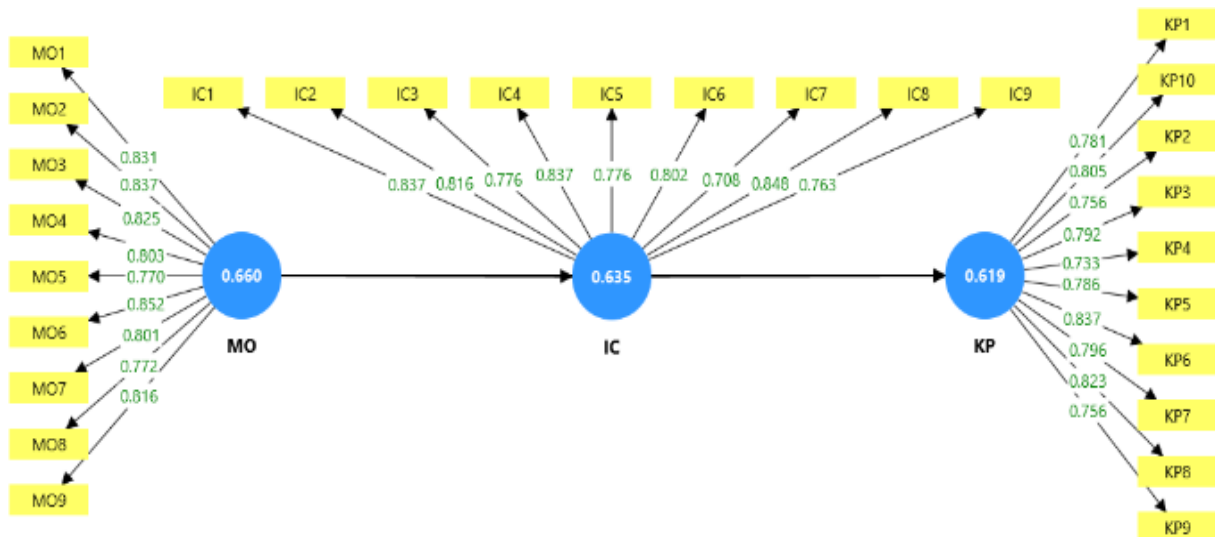 MO1
MO2
MO3
MO4
MO5
MO6
MO7
MO8
MO9
0.831
0.837
0.825
0.803
0.770
0.852
0.801
0.772
0.816
0.660
MO
IC1 IC2 IC3 IC4 IC5 IC6 IC7 IC8 IC9
0.837 0.816 0.776 0.837 0.776 0.802 0.708 0.848 0.763
0.635
IC
0.619
KP
0.781
0.805
0.756
0.792
0.733
0.786
0.837
0.796
0.823
0.756
KP1
KP10
KP2
KP3
KP4
KP5
KP6
KP7
KP8
KP9